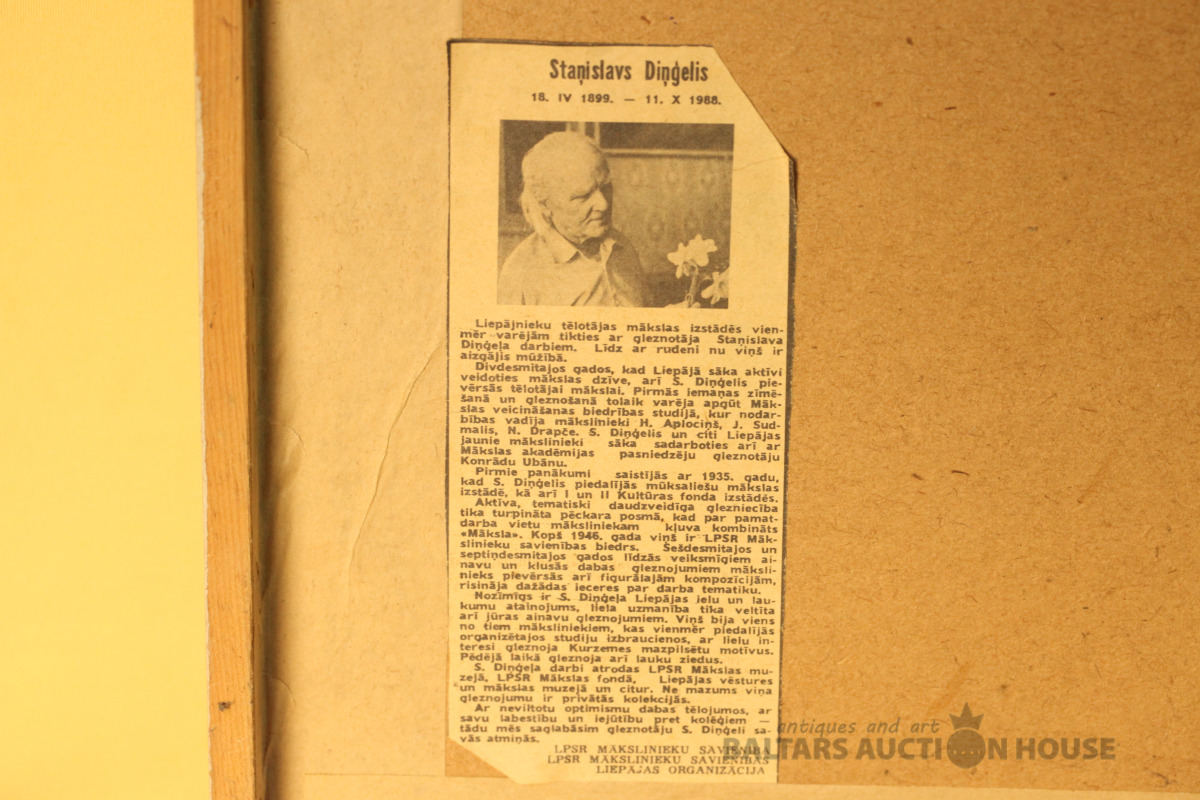 Staņislavs Diņģelis
18. IV 1899. — 11. X 1988.
Liepājnieku tēlotājas mākslas izstādēs vien-
mēr varējām tikties ar gleznotāja Staņislava
Diņģeļa darbiem. Līdz ar rudeni nu viņš ir
aizgājis mūžībā.
Divdesmitajos gados, kad Liepājā sāka aktīvi
veidoties mākslas dzīve, arī S. Diņģelis pie-
vērsās tēlotājai mākslai. Pirmās iemaņas zīmē-
šanā un gleznošanā tolaik varēja apgūt Māk-
slas veicināšanas biedrības studijā, kur nodar-
bības vadīja mākslinieki H. Aplociņš, J. Sud-
malis, N. Drapče. S. Diņģelis un citi Liepājas
jaunie mākslinieki sāka sadarboties arī ar
Mākslas akadēmijas pasniedzēju gleznotāju
Konrādu Ubānu.
Pirmie panākumi saistījās ar 1935. gadu,
kad S. Diņģelis piedalījās mūksaliešu mākslas
izstādē, kā arī I un II Kultūras fonda izstādēs.
Aktīva, tematiski daudzveidīga glezniecība
tika turpināta pēckara posmā, kad par pamat-
darba vietu māksliniekam kļuva kombināts
«Māksla». Kopš 1946. gada viņš ir LPSR Māk-
slinieku savienības biedrs. Sešdesmitajos un
septiņdesmitajos gados līdzās veiksmīgiem ai-
navu un klusās dabas gleznojumiem māksli-
nieks pievērsās arī figurālajām kompozīcijām,
risināja dažādas ieceres par darba tematiku.
Nozīmīgs ir S. Diņģeļa Liepājas ielu un lau-
kumu atainojums, liela uzmanība tika veltīta
arī jūras ainavu gleznojumiem. Viņš bija viens
no tiem māksliniekiem, kas vienmēr piedalījās
organizētajos studiju izbraucienos, ar lielu in-
teresi gleznoja Kurzemes mazpilsētu motīvus.
Pēdējā laikā gleznoja arī lauku ziedus.
S. Diņģeļa darbi atrodas LPSR Mākslas mu-
zejā, LPSR Mākslas fondā, Liepājas vēstures
un mākslas muzejā un citur. Ne mazums viņa
gleznojumu ir privātās kolekcijās.
Ar neviltotu optimismu dabas tēlojumos, ar
savu labestību un iejūtību pret kolēģiem —
tādu mēs saglabāsim gleznotāju S. Diņģeli sa-
vās atmiņās.
LPSR MĀKSLINIEKU SAVIENĪBA
LPSR MĀKSLINIEKU SAVIENĪBAS
LIEPĀJAS ORGANIZĀCIJA
antiques and art
BALTARS AUCTION HOUSE